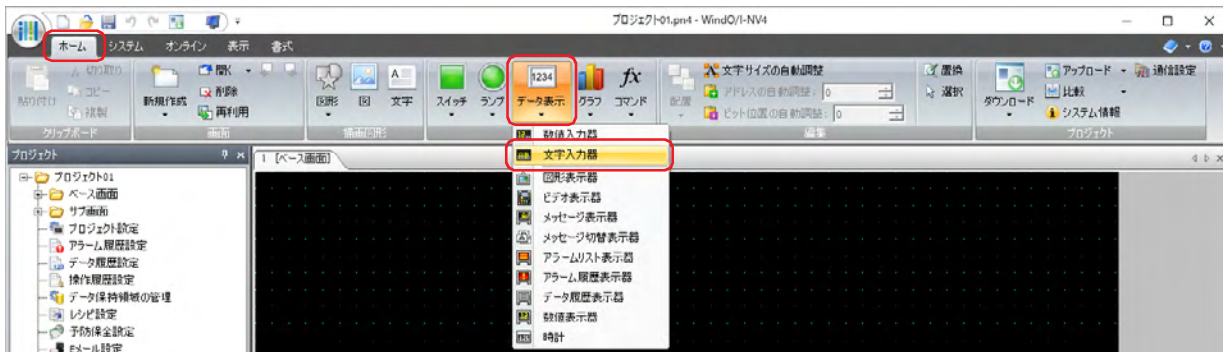 プロジェクト01.pn4 - WindO/I-NV4
ホーム システム オンライン 表示 書式
切り取り 開く 1234 fx 文字サイズの自動調整 置換 アップロード 通信設定
コピー 削除 A アドレスの自動調整: 0 選択 比較
貼り付け 複製 新規作成 再利用 図形 図 文字 スイッチ ランプ データ表示 グラフ コマンド 配置 ビット位置の自動調整: 0 ダウンロード システム情報
クリップボード 画面 描画図形 編集 プロジェクト
数値入力器
文字入力器
図形表示器
ビデオ表示器
メッセージ表示器
メッセージ切替表示器
アラームリスト表示器
アラーム履歴表示器
データ履歴表示器
数値表示器
時計
プロジェクト 1 [ベース画面]
プロジェクト01
ベース画面
サブ画面
プロジェクト設定
アラーム履歴設定
データ履歴設定
操作履歴設定
データ保持領域の管理
レシピ設定
予防保全設定
Eメール設定